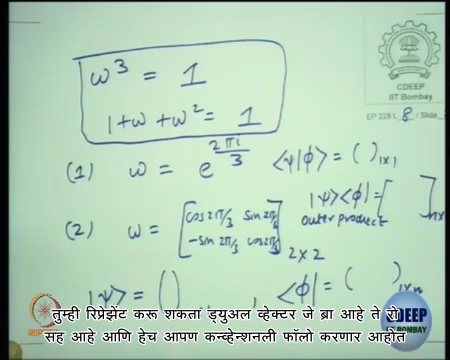 ω³ = 1
1 + ω + ω² = 1
CDEEP
IIT Bombay
EP 228 L 8 / Slide
(1) ω = e^(2πi/3)
⟨ψ|φ⟩ = ( )₁ₓ₁
|ψ⟩⟨φ| = [ ]ₙₓ
outer product
(2) ω = [cos 2π/3 sin 2π/3
-sin 2π/3 cos 2π/3] 2×2
|ψ⟩ = ( )
⟨φ| = ( )₁ₓₙ
तुम्ही रिप्रेझेंट करू शकता ड्युअल व्हेक्टर जे ब्रा आहे ते रो
सह आहे आणि हेच आपण कन्व्हेन्शनली फॉलो करणार आहोत
CDEEP
IIT BOMBAY